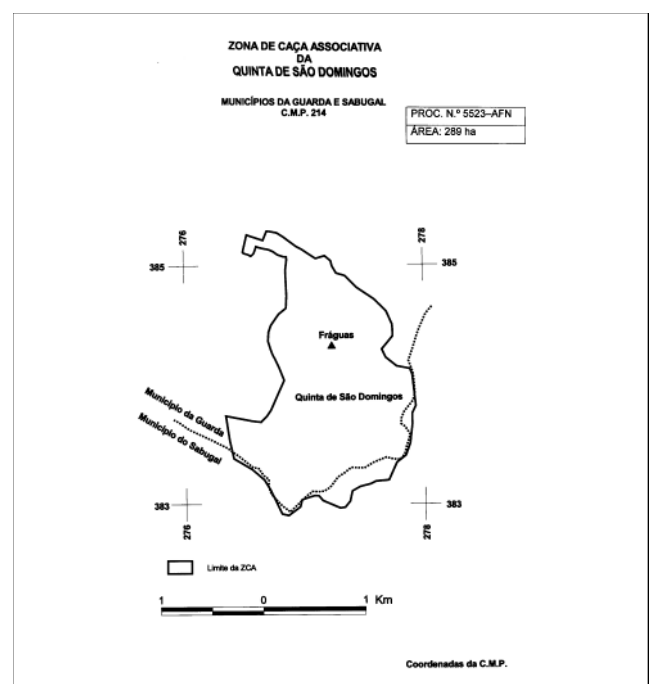 ZONA DE CAÇA ASSOCIATIVA
DA
QUINTA DE SÃO DOMINGOS
MUNICÍPIOS DA GUARDA E SABUGAL
C.M.P. 214
PROC. N.º 5523–AFN
ÁREA: 289 ha
276
278
385
385
Fráguas
Quinta de São Domingos
Município da Guarda
Município do Sabugal
383
383
276
278
Limite da ZCA
1 0 1 Km
Coordenadas da C.M.P.